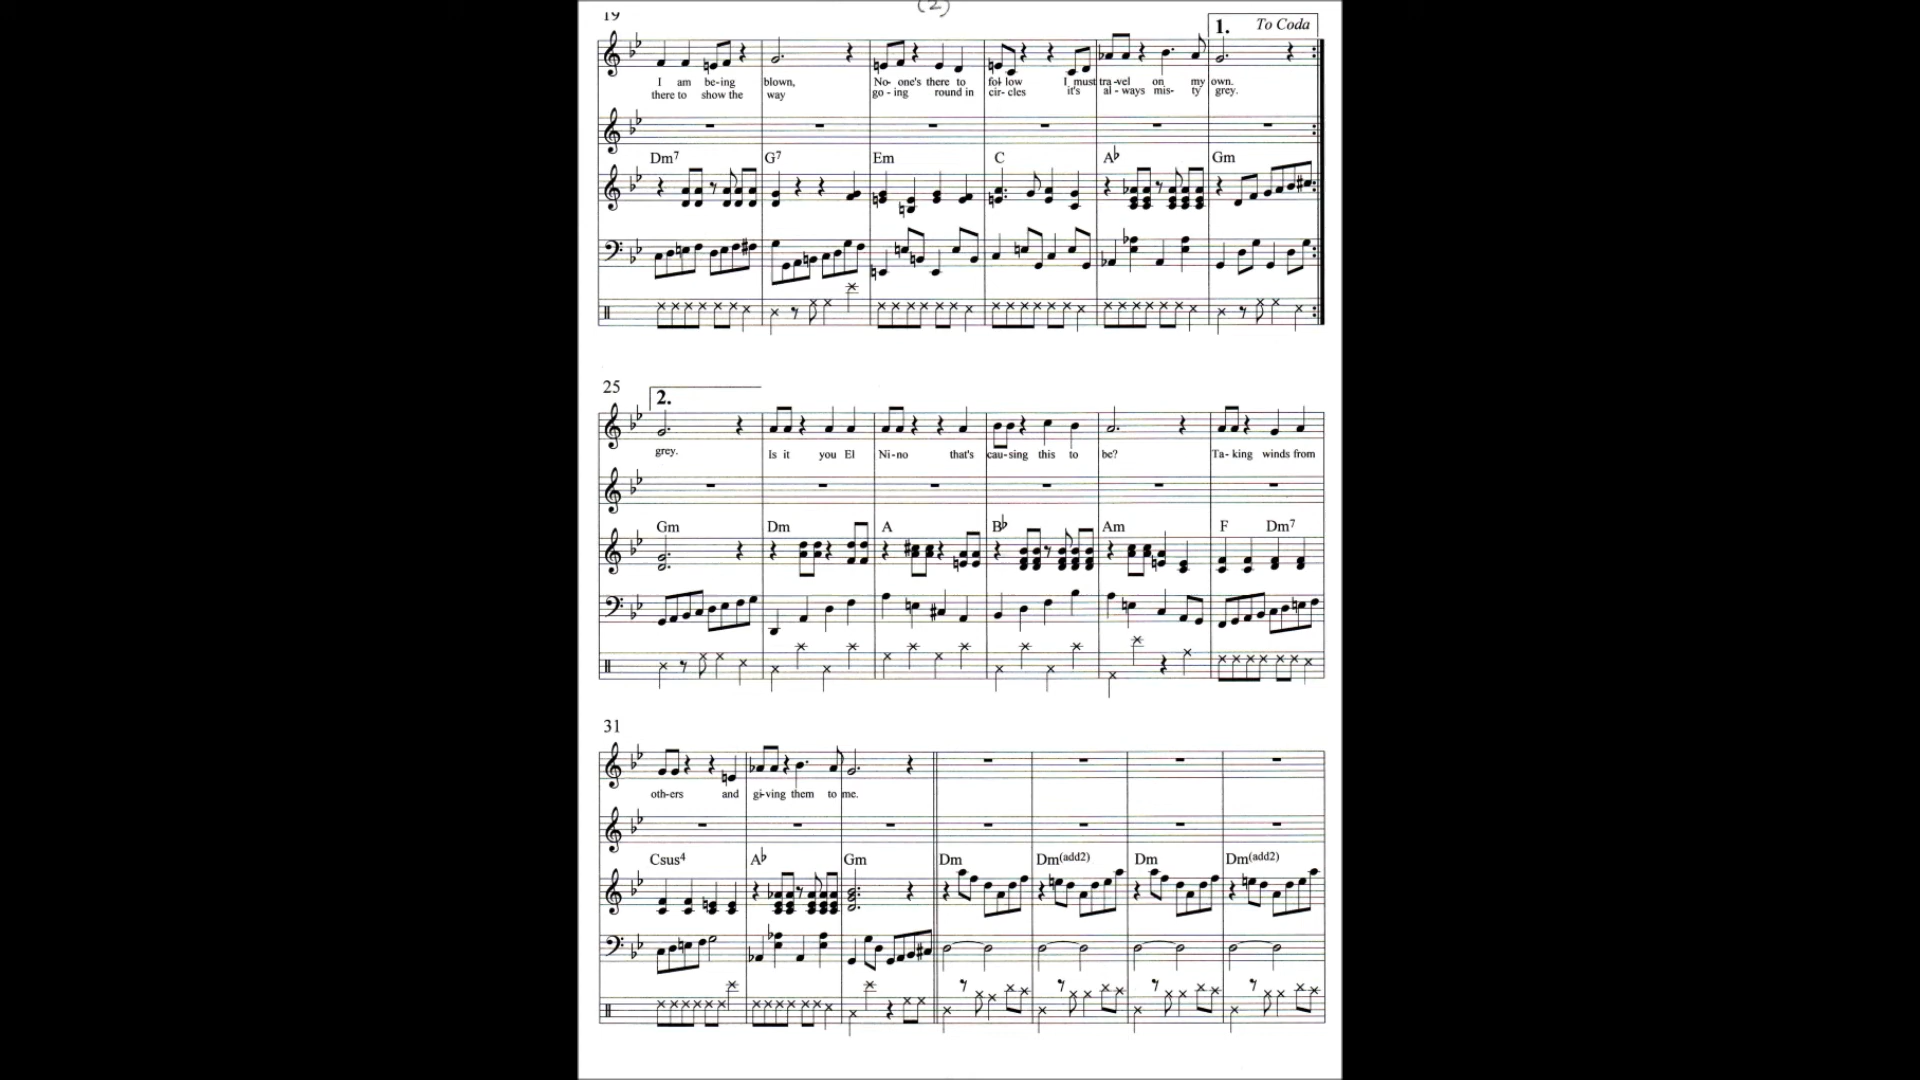 (2)
19
1. To Coda
I am be-ing blown, No- one's there to fol- low I must tra-vel on my own.
there to show the way go - ing round in cir- cles it's al - ways mis- ty grey.
Dm7 G7 Em C A♭ Gm
25
2.
grey. Is it you El Ni-no that's cau-sing this to be? Ta- king winds from
Gm Dm A B♭ Am F Dm7
31
oth-ers and gi-ving them to me.
Csus4 A♭ Gm Dm Dm(add2) Dm Dm(add2)